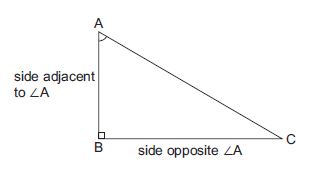 A
side adjacent
to ∠A
B
side opposite ∠A
C